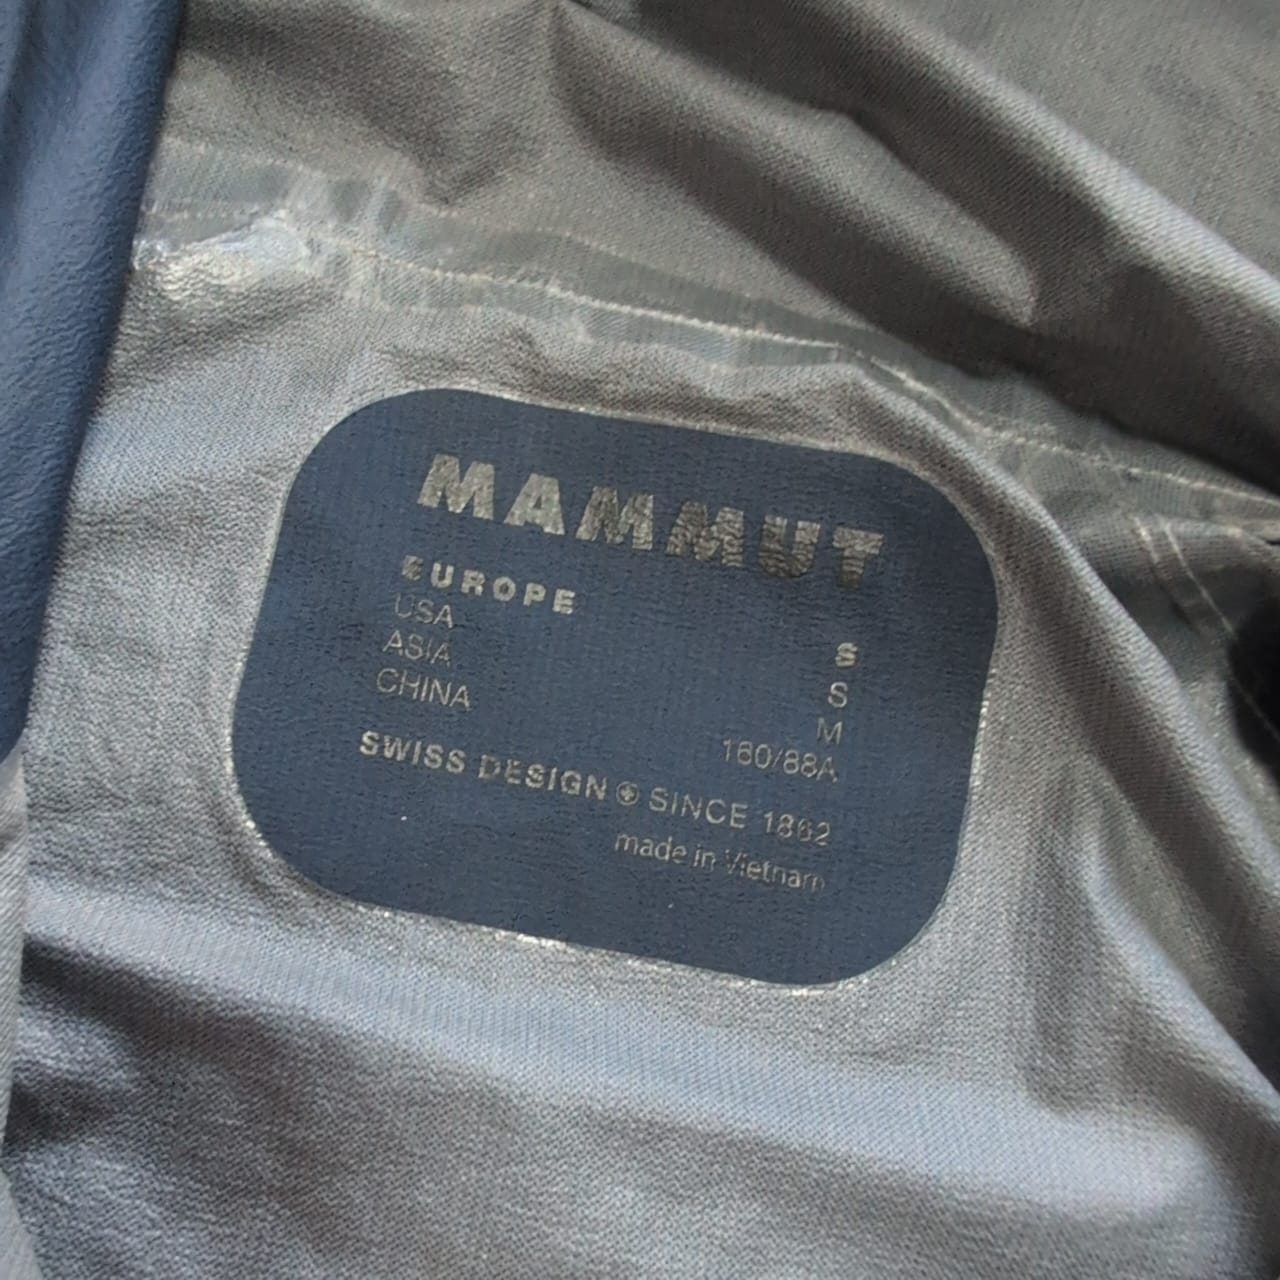 MAMMUT
EUROPE S
USA S
ASIA M
CHINA 160/88A
SWISS DESIGN SINCE 1862
made in Vietnam